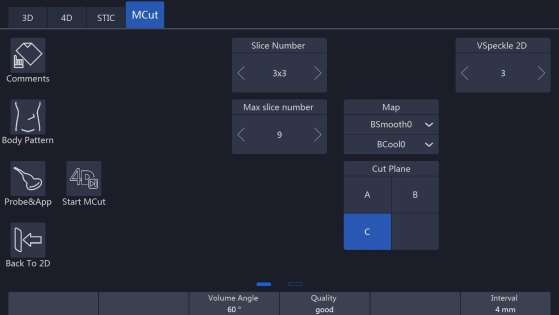 3D
4D
STIC
MCut
Comments
Slice Number
3x3
VSpeckle 2D
3
Body Pattern
Max slice number
9
Map
BSmooth0
BCool0
Probe&App
4D
Start MCut
Cut Plane
A
B
C
Back To 2D
Volume Angle
60 °
Quality
good
Interval
4 mm